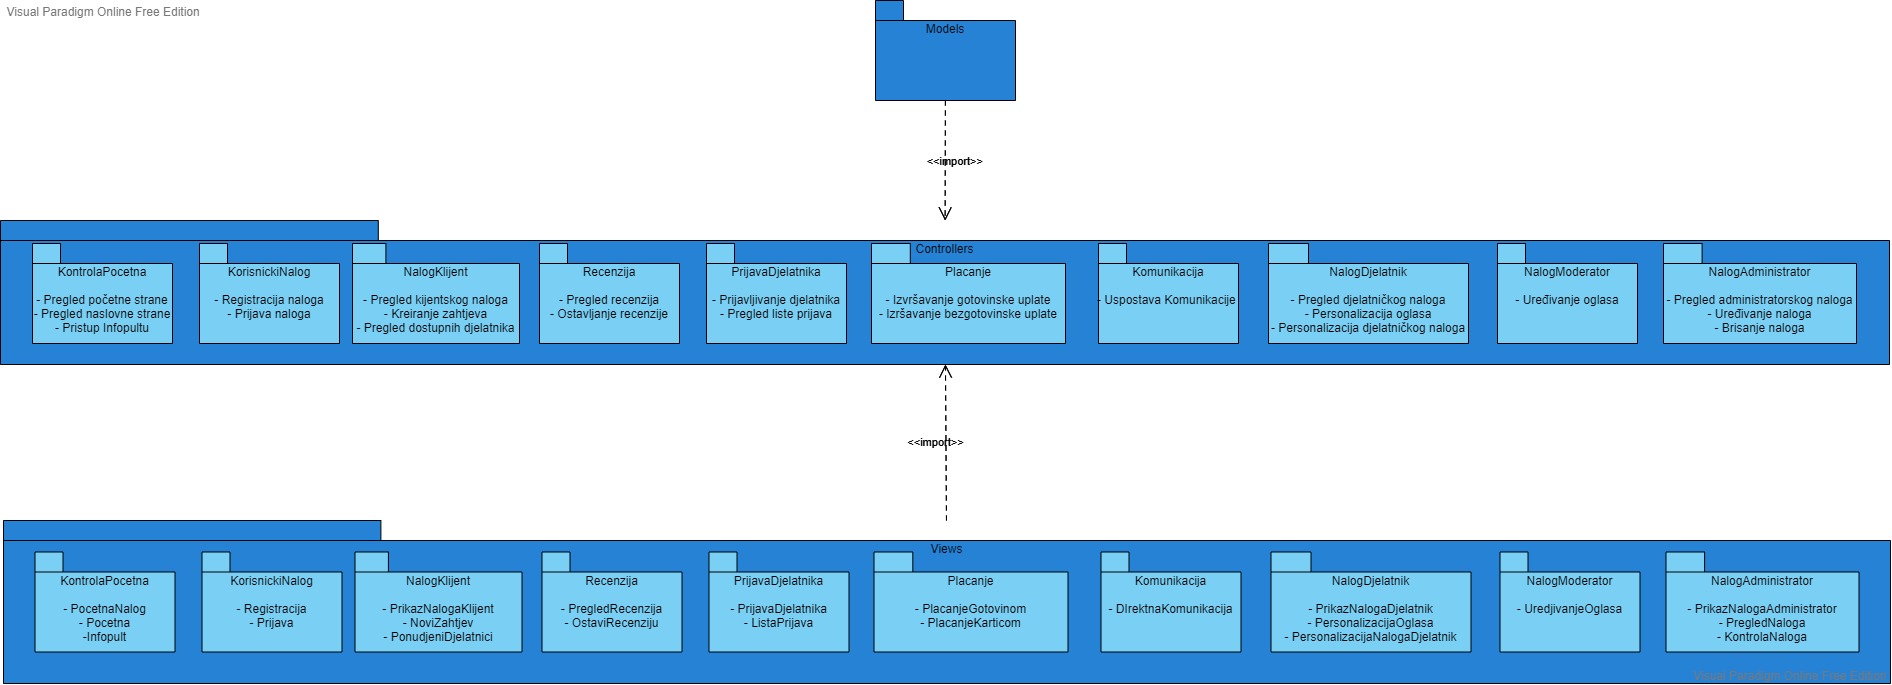 Visual Paradigm Online Free Edition
Models
<<import>>
Controllers
KontrolaPocetna
- Pregled početne strane
- Pregled naslovne strane
- Pristup Infopultu
KorisnickiNalog
- Registracija naloga
- Prijava naloga
NalogKlijent
- Pregled kijentskog naloga
- Kreiranje zahtjeva
- Pregled dostupnih djelatnika
Recenzija
- Pregled recenzija
- Ostavljanje recenzije
PrijavaDjelatnika
- Prijavljivanje djelatnika
- Pregled liste prijava
Placanje
- Izvršavanje gotovinske uplate
- Izršavanje bezgotovinske uplate
Komunikacija
- Uspostava Komunikacije
NalogDjelatnik
- Pregled djelatničkog naloga
- Personalizacija oglasa
- Personalizacija djelatničkog naloga
NalogModerator
- Uređivanje oglasa
NalogAdministrator
- Pregled administratorskog naloga
- Uređivanje naloga
- Brisanje naloga
<<import>>
Views
KontrolaPocetna
- PocetnaNalog
- Pocetna
-Infopult
KorisnickiNalog
- Registracija
- Prijava
NalogKlijent
- PrikazNalogaKlijent
- NoviZahtjev
- PonudjeniDjelatnici
Recenzija
- PregledRecenzija
- OstaviRecenziju
PrijavaDjelatnika
- PrijavaDjelatnika
- ListaPrijava
Placanje
- PlacanjeGotovinom
- PlacanjeKarticom
Komunikacija
- DIrektnaKomunikacija
NalogDjelatnik
- PrikazNalogaDjelatnik
- PersonalizacijaOglasa
- PersonalizacijaNalogaDjelatnik
NalogModerator
- UredjivanjeOglasa
NalogAdministrator
- PrikazNalogaAdministrator
- PregledNaloga
- KontrolaNaloga
Visual Paradigm Online Free Edition